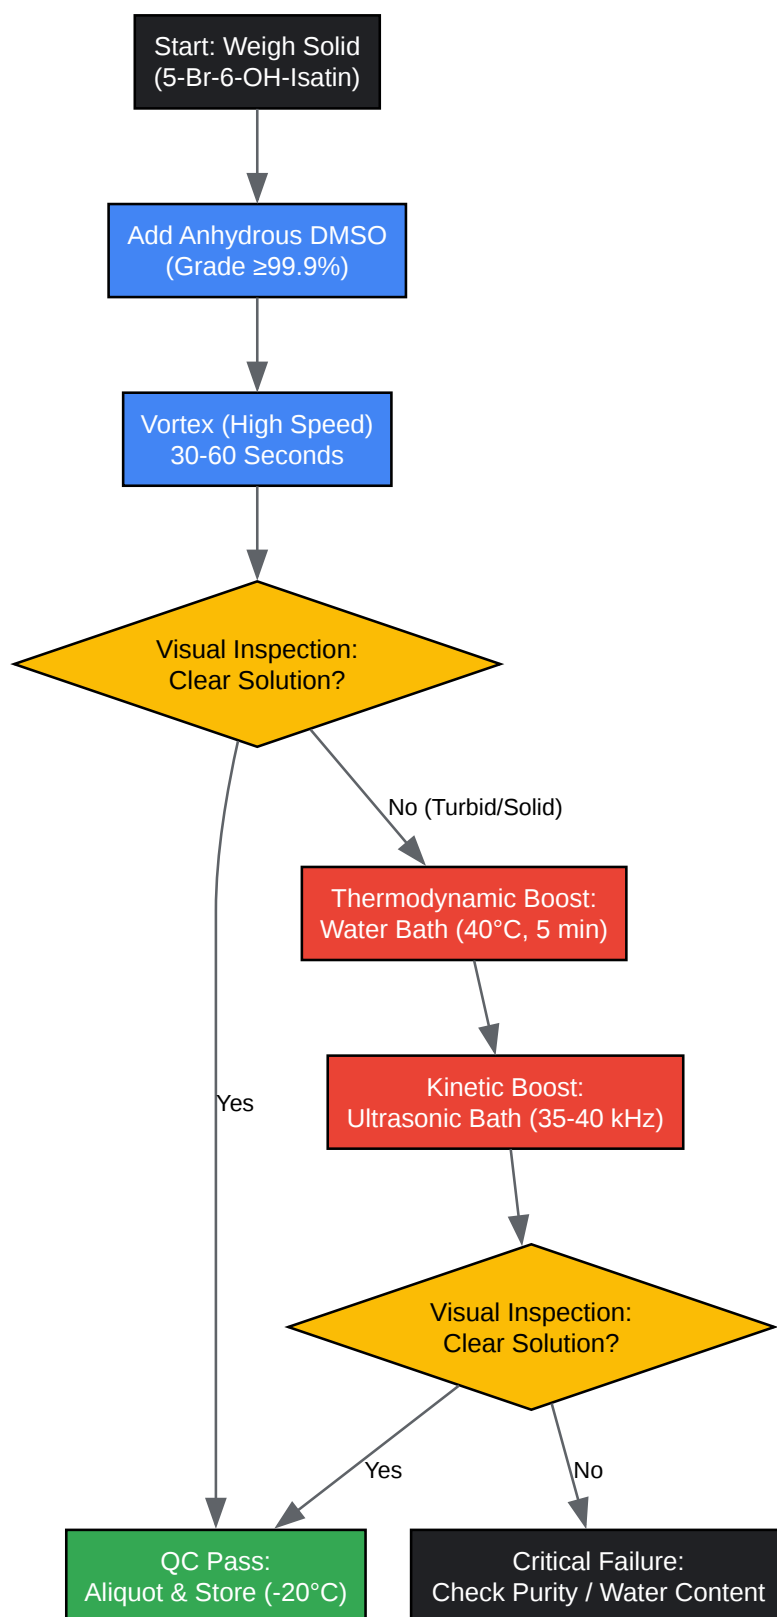 Start: Weigh Solid
(5-Br-6-OH-Isatin)
Add Anhydrous DMSO
(Grade ≥99.9%)
Vortex (High Speed)
30-60 Seconds
Visual Inspection:
Clear Solution?
No (Turbid/Solid)
Thermodynamic Boost:
Water Bath (40°C, 5 min)
Kinetic Boost:
Ultrasonic Bath (35-40 kHz)
Yes
Visual Inspection:
Clear Solution?
Yes
No
QC Pass:
Aliquot & Store (-20°C)
Critical Failure:
Check Purity / Water Content